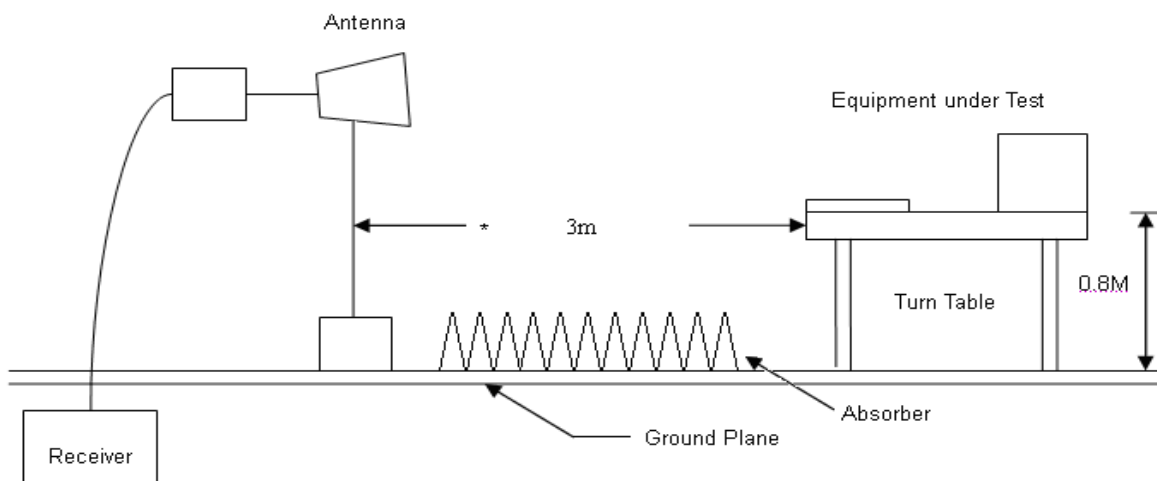 Antenna
Equipment under Test
* 3m
0.8M
Turn Table
Absorber
Ground Plane
Receiver